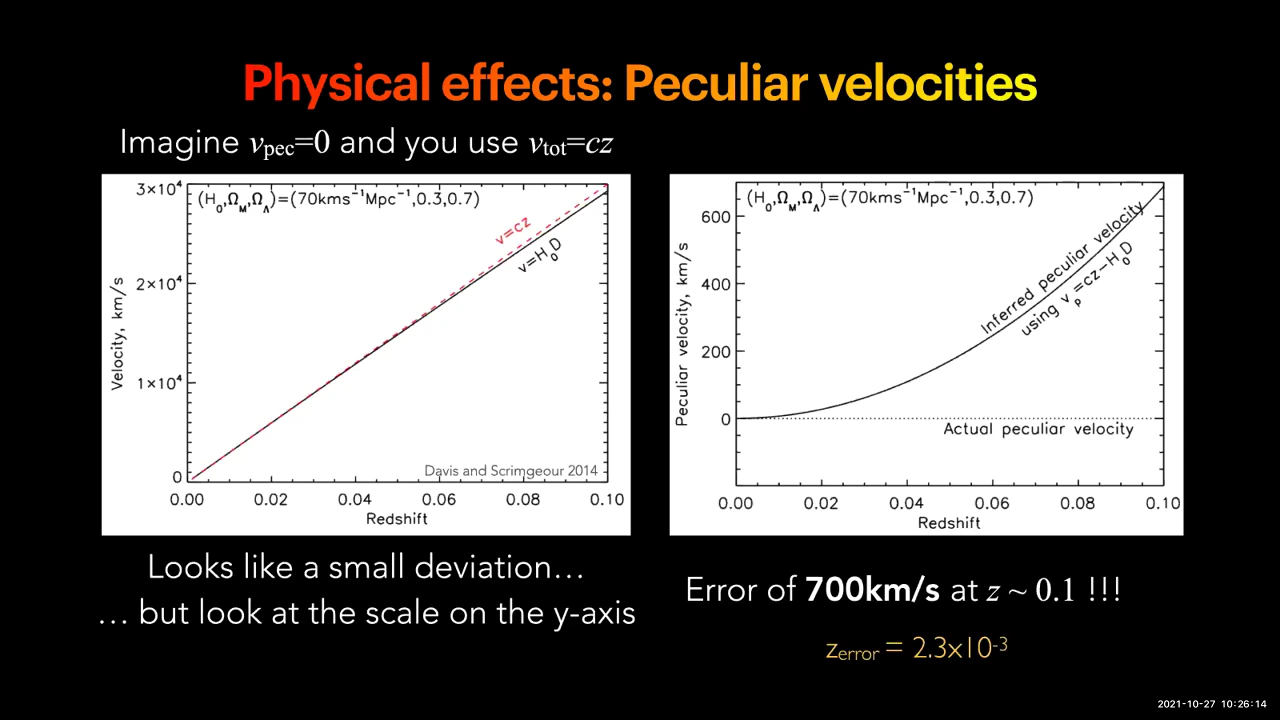 Physical effects: Peculiar velocities
Imagine vpec=0 and you use vtot=cz
3×10⁴
(H₀,Ωᴍ,Ω_Λ)=(70kms⁻¹Mpc⁻¹,0.3,0.7)
v=cz
v=H₀D
2×10⁴
1×10⁴
0
Velocity, km/s
Davis and Scrimgeour 2014
0.00 0.02 0.04 0.06 0.08 0.10
Redshift
(H₀,Ωᴍ,Ω_Λ)=(70kms⁻¹Mpc⁻¹,0.3,0.7)
600
400
200
0
Peculiar velocity, km/s
Inferred peculiar velocity
using vₚ=cz−H₀D
Actual peculiar velocity
0.00 0.02 0.04 0.06 0.08 0.10
Redshift
Looks like a small deviation…
… but look at the scale on the y-axis
Error of 700km/s at z ~ 0.1 !!!
zerror = 2.3x10⁻³
2021-10-27 10:26:14